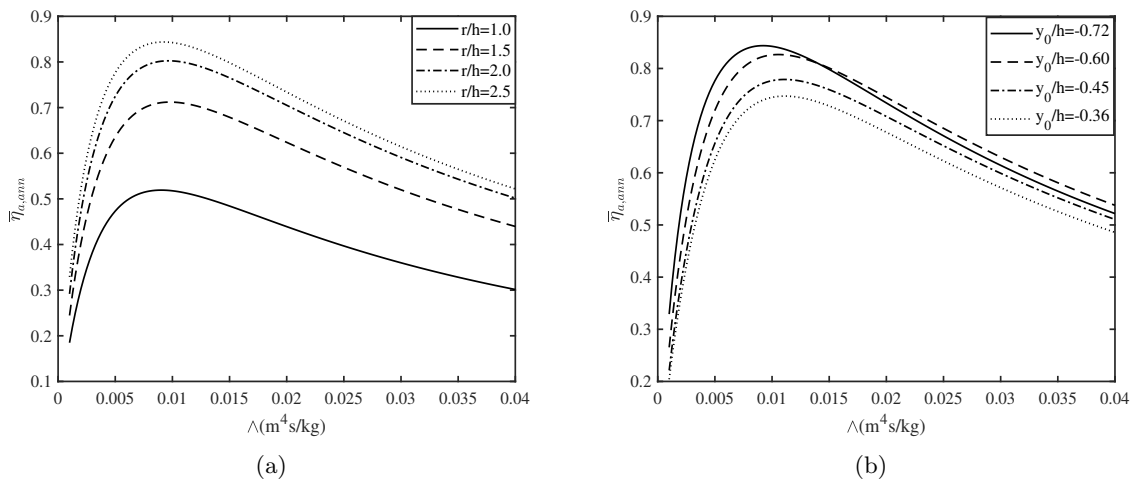 0.9
0.8
0.7
0.6
0.5
0.4
0.3
0.2
0.1
η̅a,ann
0 0.005 0.01 0.015 0.02 0.025 0.03 0.035 0.04
∧(m⁴s/kg)
r/h=1.0
r/h=1.5
r/h=2.0
r/h=2.5
(a)
0.9
0.8
0.7
0.6
0.5
0.4
0.3
0.2
η̅a,ann
0 0.005 0.01 0.015 0.02 0.025 0.03 0.035 0.04
∧(m⁴s/kg)
y₀/h=-0.72
y₀/h=-0.60
y₀/h=-0.45
y₀/h=-0.36
(b)